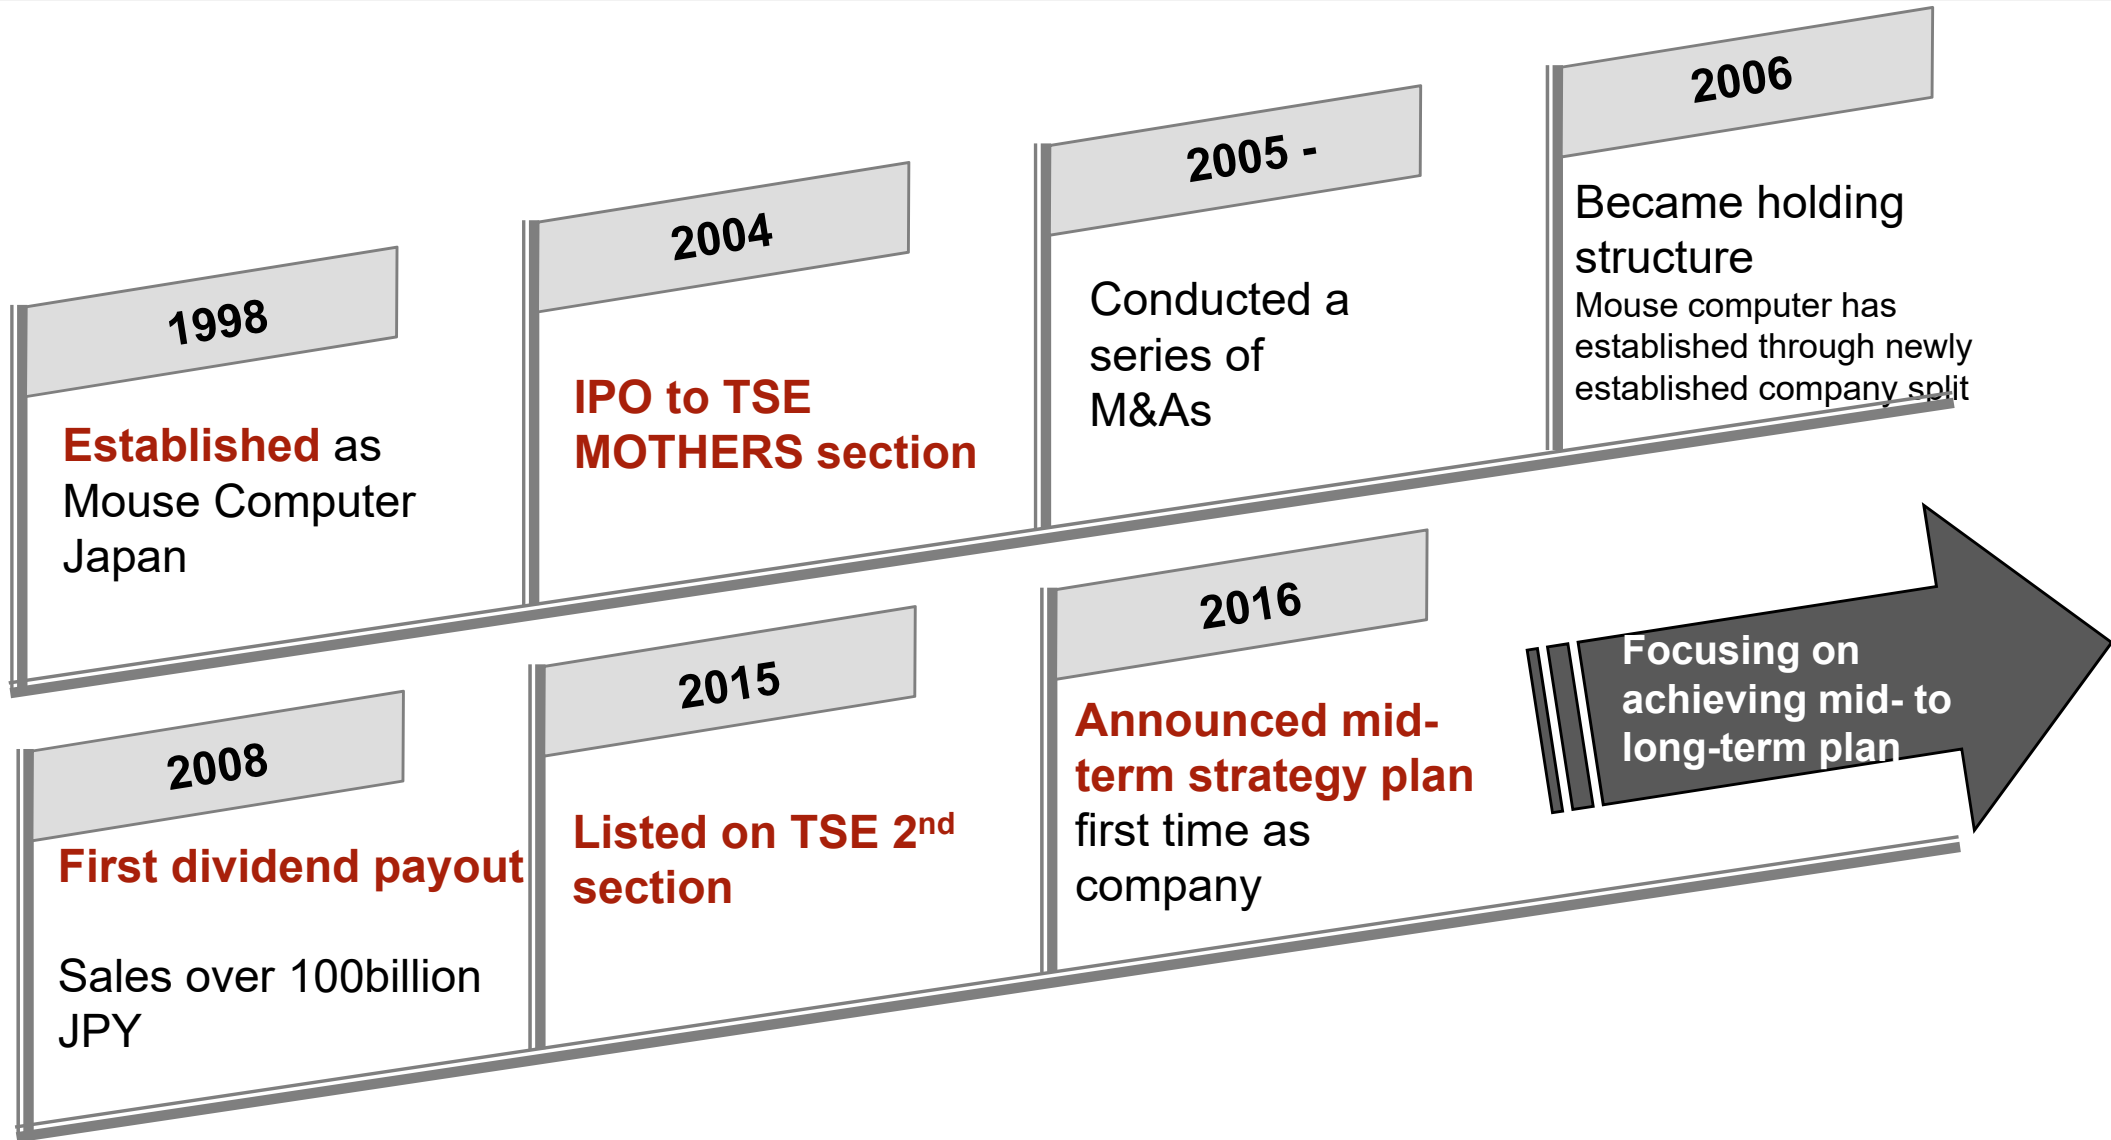 1998
Established as
Mouse Computer
Japan
2004
IPO to TSE
MOTHERS section
2005 -
Conducted a
series of
M&As
2006
Became holding
structure
Mouse computer has
established through newly
established company split
2008
First dividend payout
Sales over 100billion
JPY
2015
Listed on TSE 2nd
section
2016
Announced mid-
term strategy plan
first time as
company
Focusing on
achieving mid- to
long-term plan